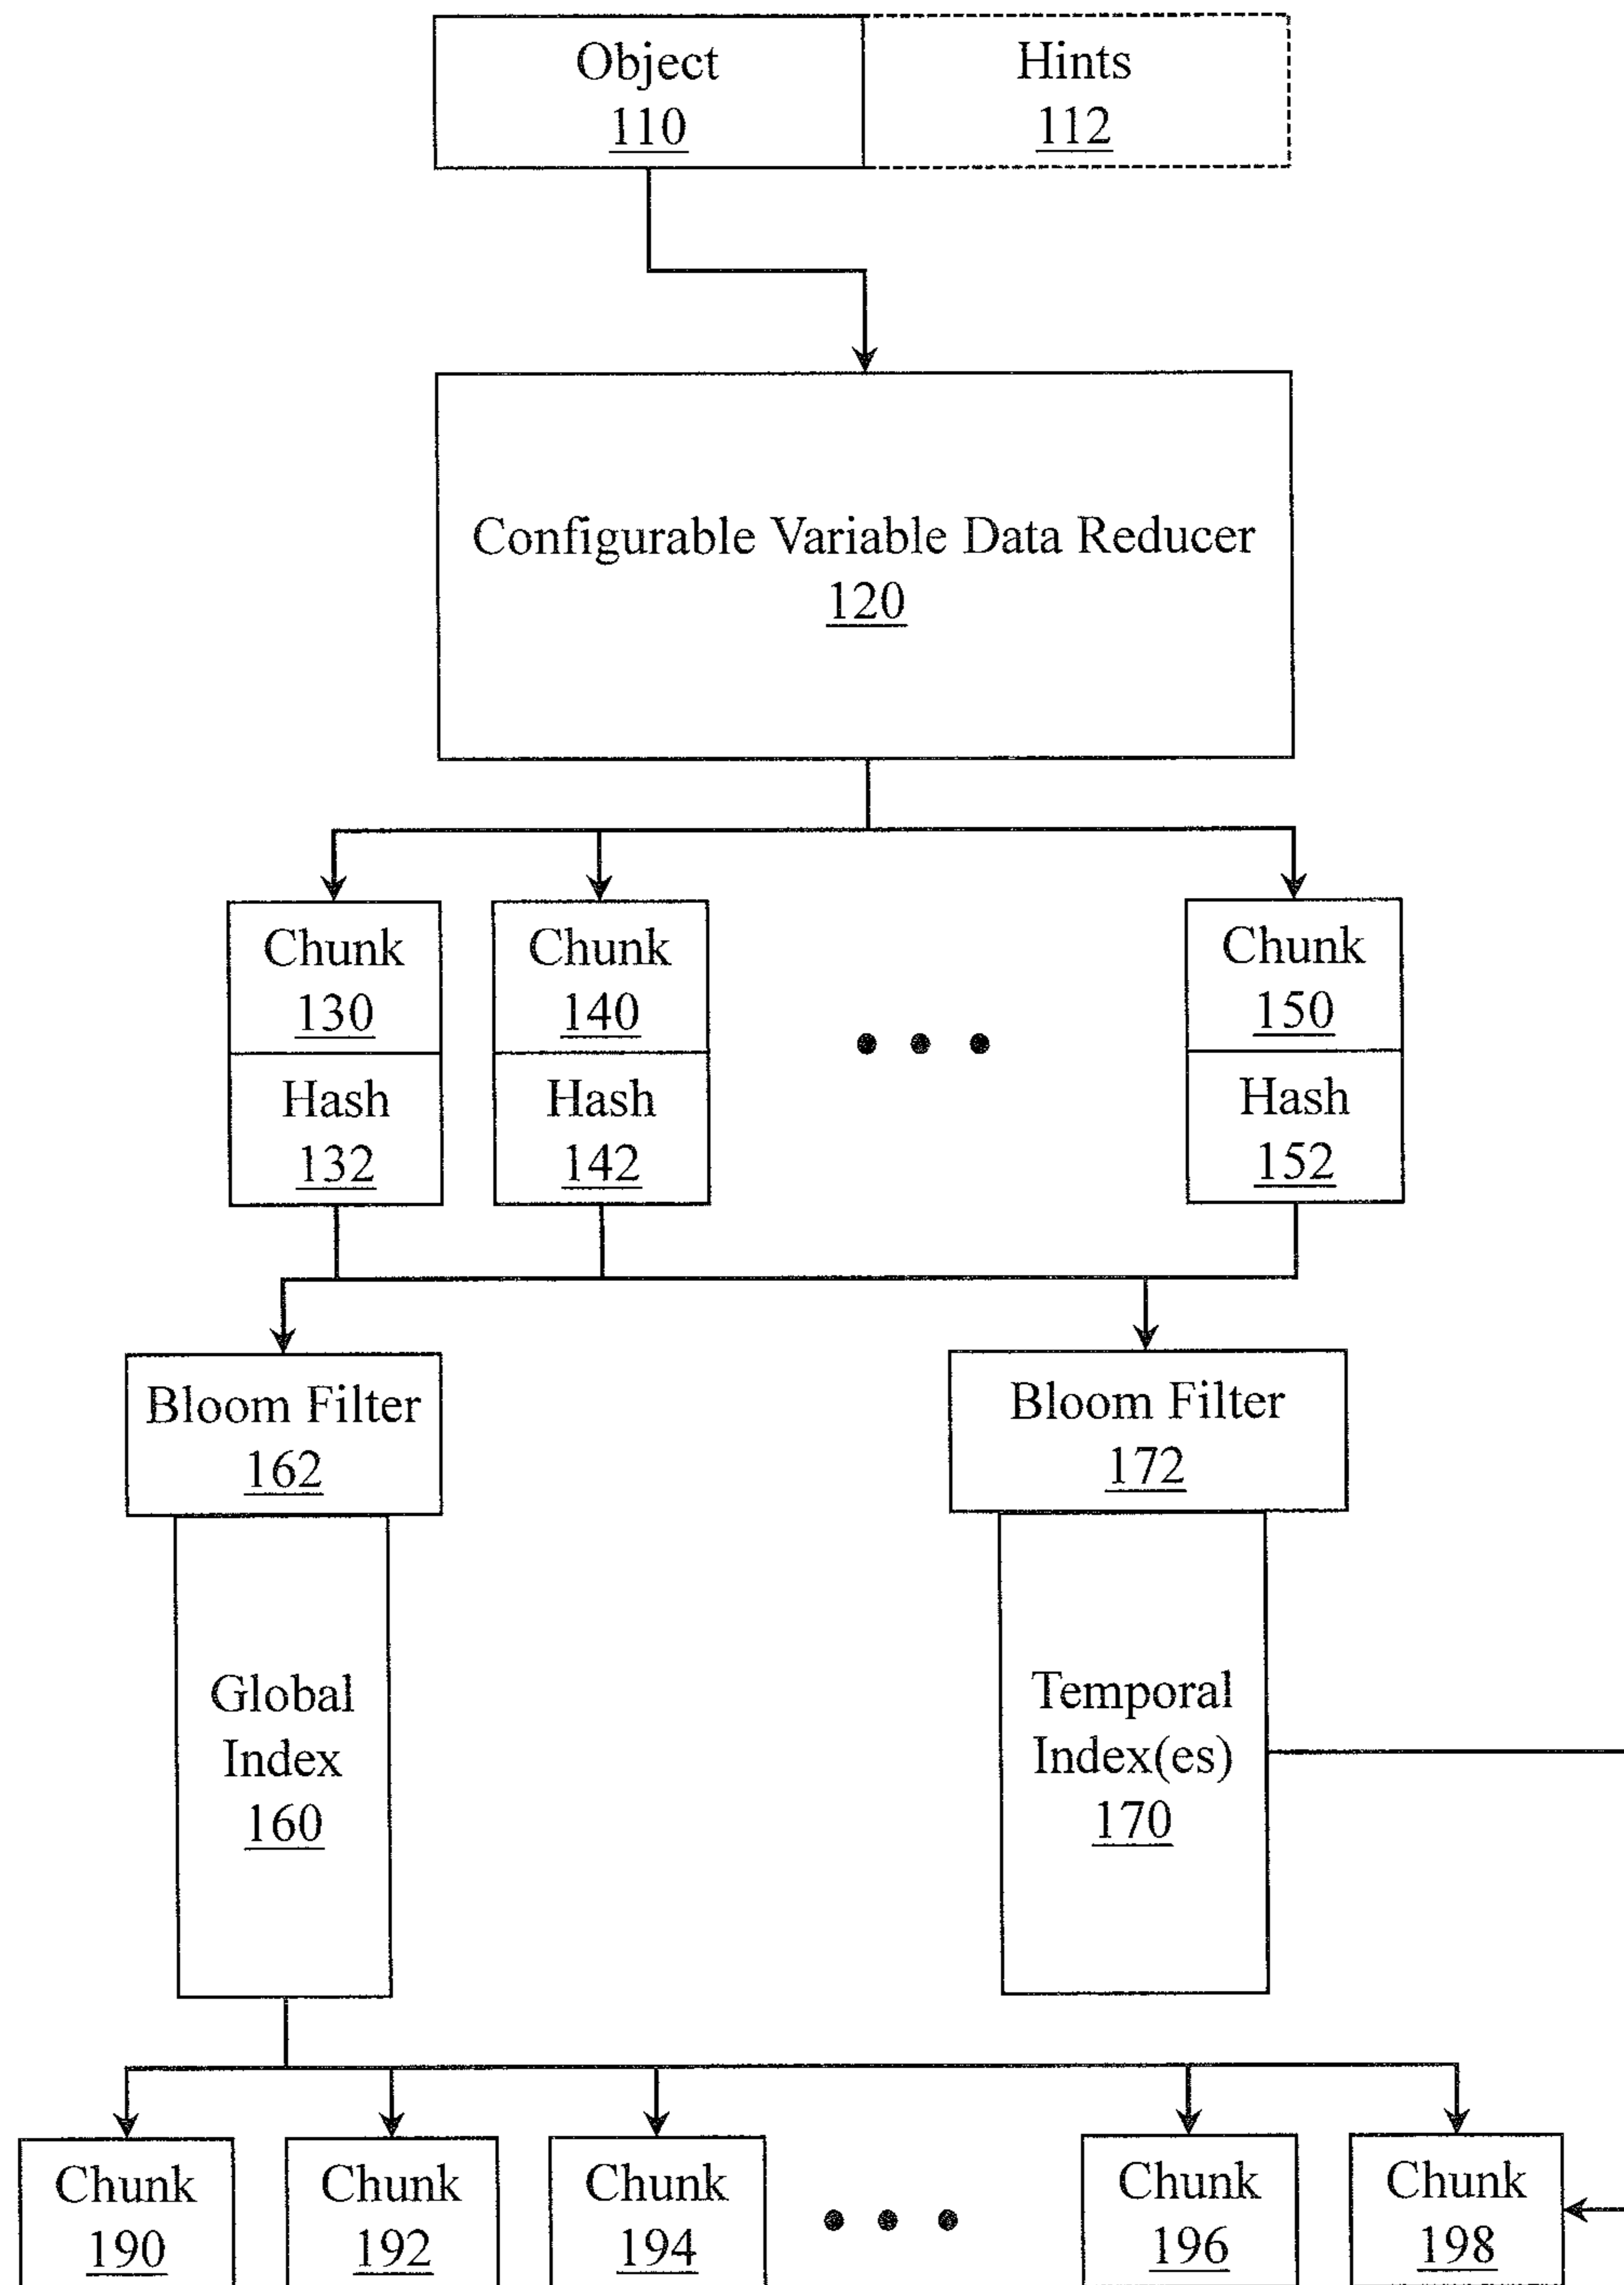 Object
110
Hints
112
Configurable Variable Data Reducer
120
Chunk
130
Hash
132
Chunk
140
Hash
142
Chunk
150
Hash
152
Bloom Filter
162
Global
Index
160
Bloom Filter
172
Temporal
Index(es)
170
Chunk
190
Chunk
192
Chunk
194
Chunk
196
Chunk
198